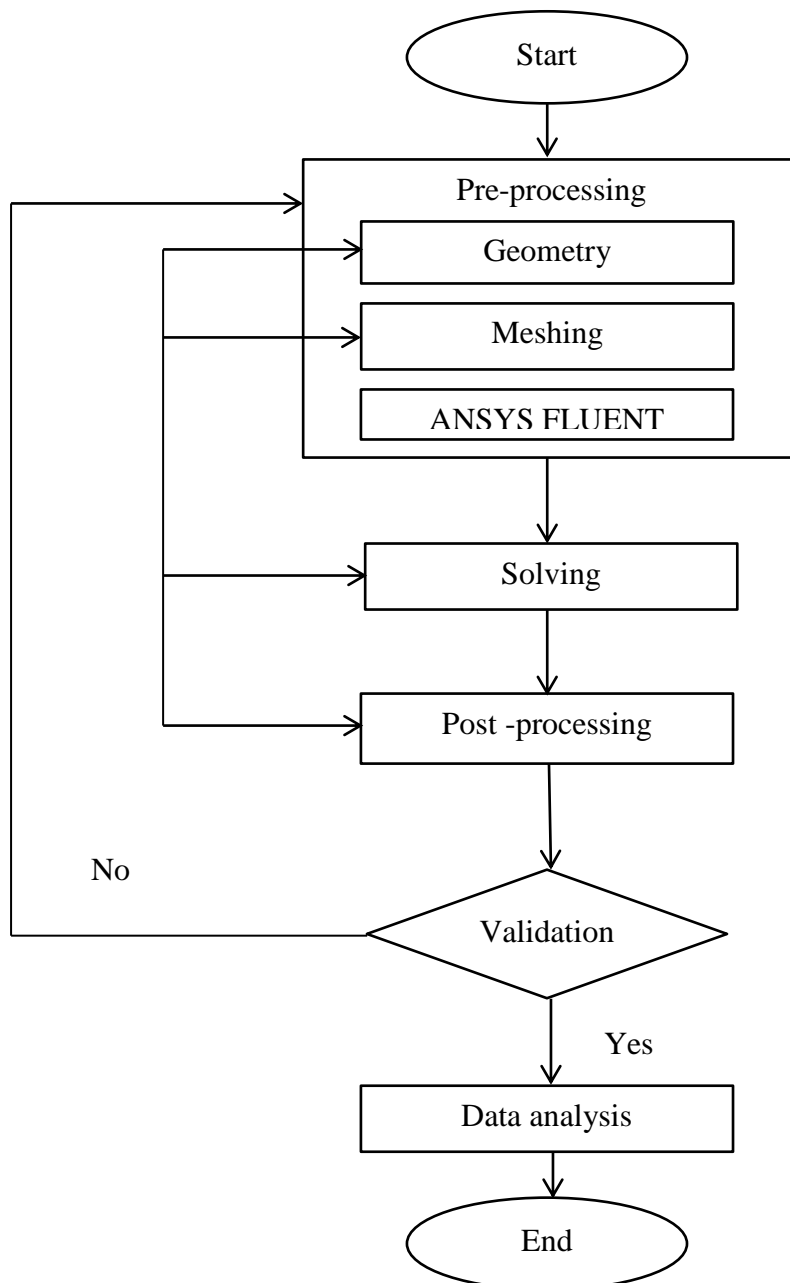 Start
Pre-processing
Geometry
Meshing
ANSYS FLUENT
Solving
Post -processing
No
Validation
Yes
Data analysis
End